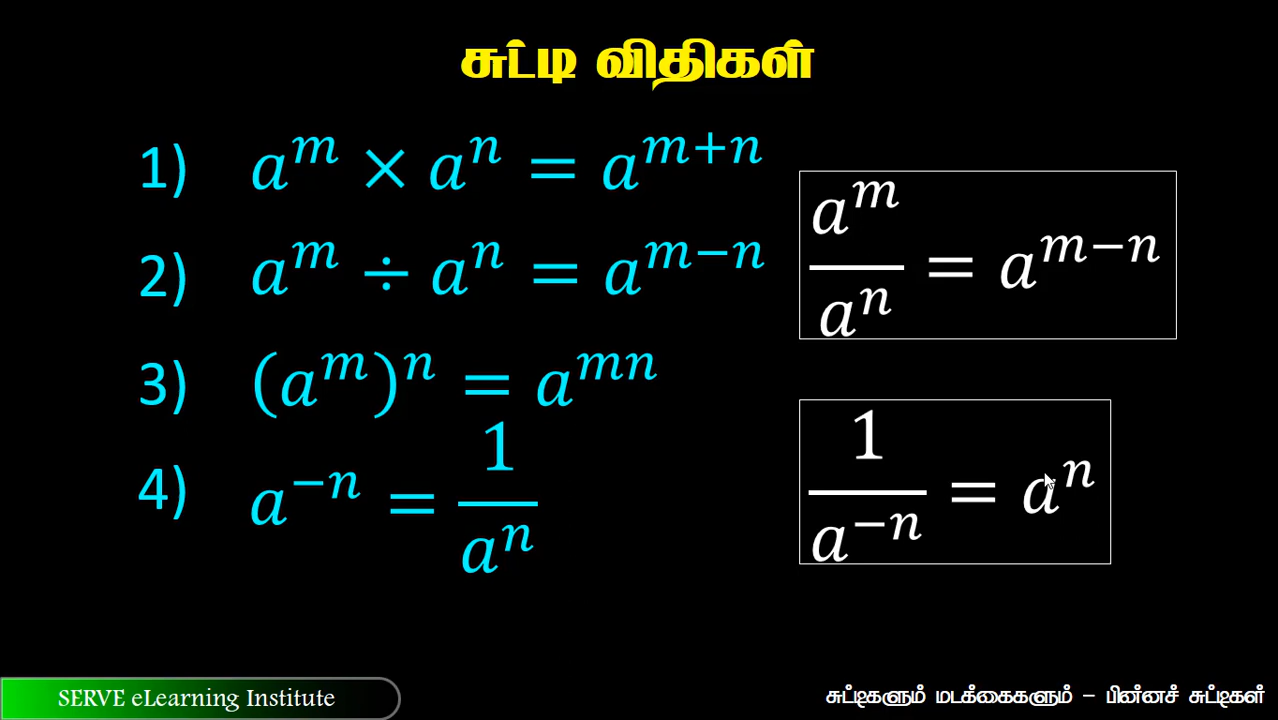 சுட்டி விதிகள்
1) a^m × a^n = a^{m+n}
2) a^m ÷ a^n = a^{m−n}
3) (a^m)^n = a^{mn}
4) a^{−n} = 1/a^n
a^m/a^n = a^{m−n}
1/a^{−n} = a^n
SERVE eLearning Institute
சுட்டிகளும் மடக்கைகளும் – பின்னச் சுட்டிகள்